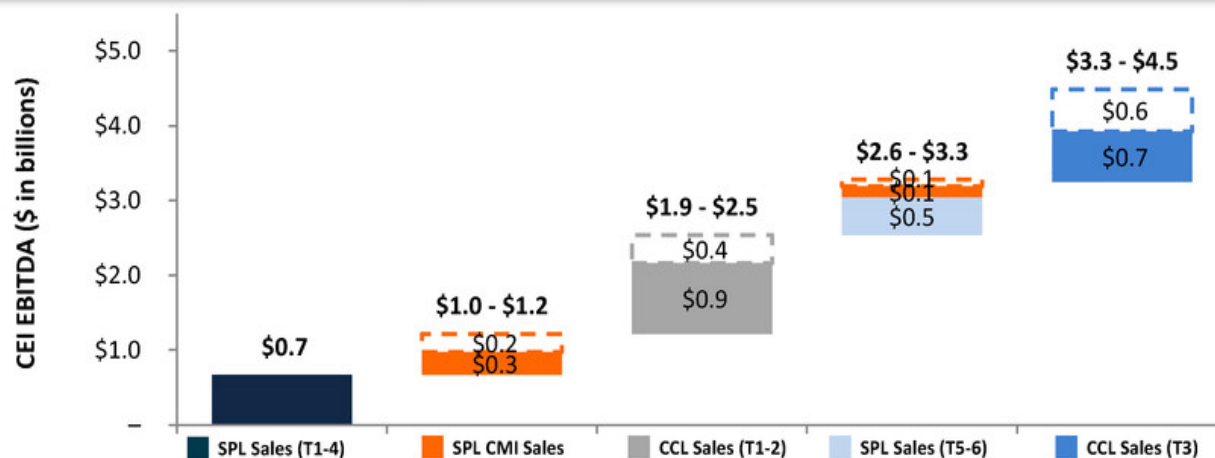 CEI EBITDA ($ in billions)
$5.0
$4.0
$3.0
$2.0
$1.0
–
$0.7
$1.0 - $1.2
$0.2
$0.3
$1.9 - $2.5
$0.4
$0.9
$2.6 - $3.3
$0.1
$0.1
$0.5
$3.3 - $4.5
$0.6
$0.7
SPL Sales (T1-4)
SPL CMI Sales
CCL Sales (T1-2)
SPL Sales (T5-6)
CCL Sales (T3)